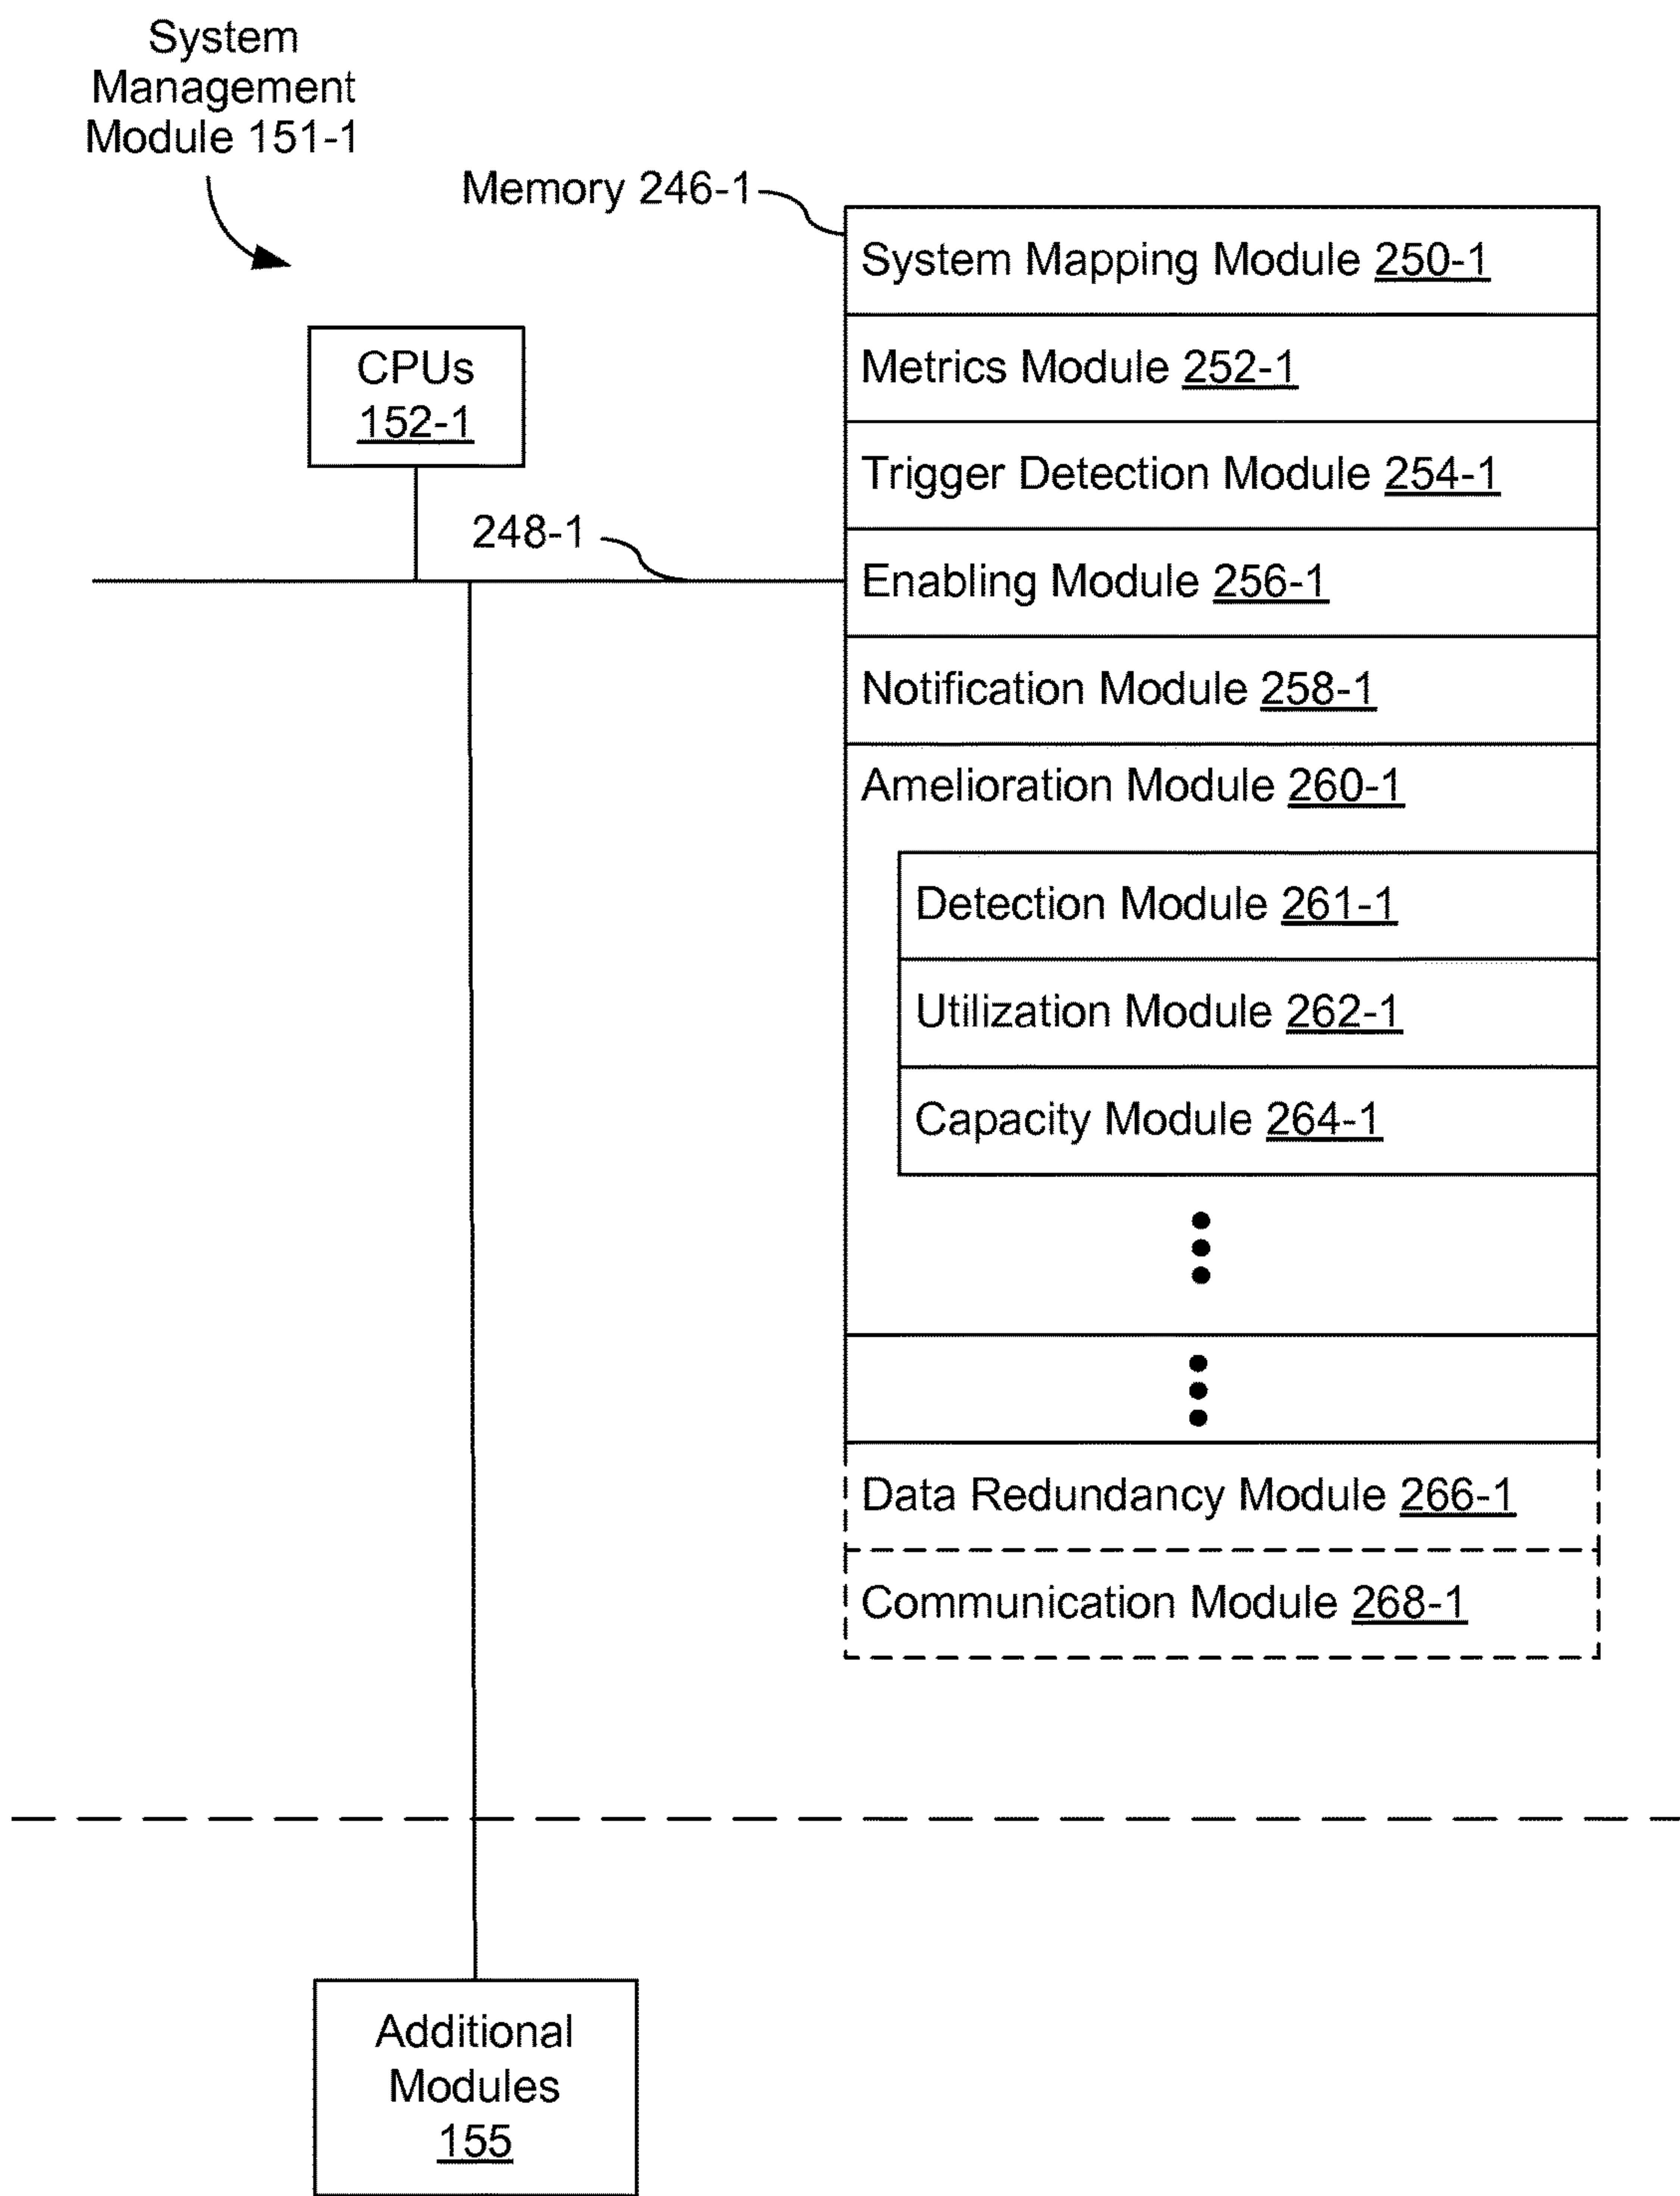 System
Management
Module 151-1
Memory 246-1
System Mapping Module 250-1
CPUs
152-1
Metrics Module 252-1
Trigger Detection Module 254-1
248-1
Enabling Module 256-1
Notification Module 258-1
Amelioration Module 260-1
Detection Module 261-1
Utilization Module 262-1
Capacity Module 264-1
Data Redundancy Module 266-1
Communication Module 268-1
Additional
Modules
155